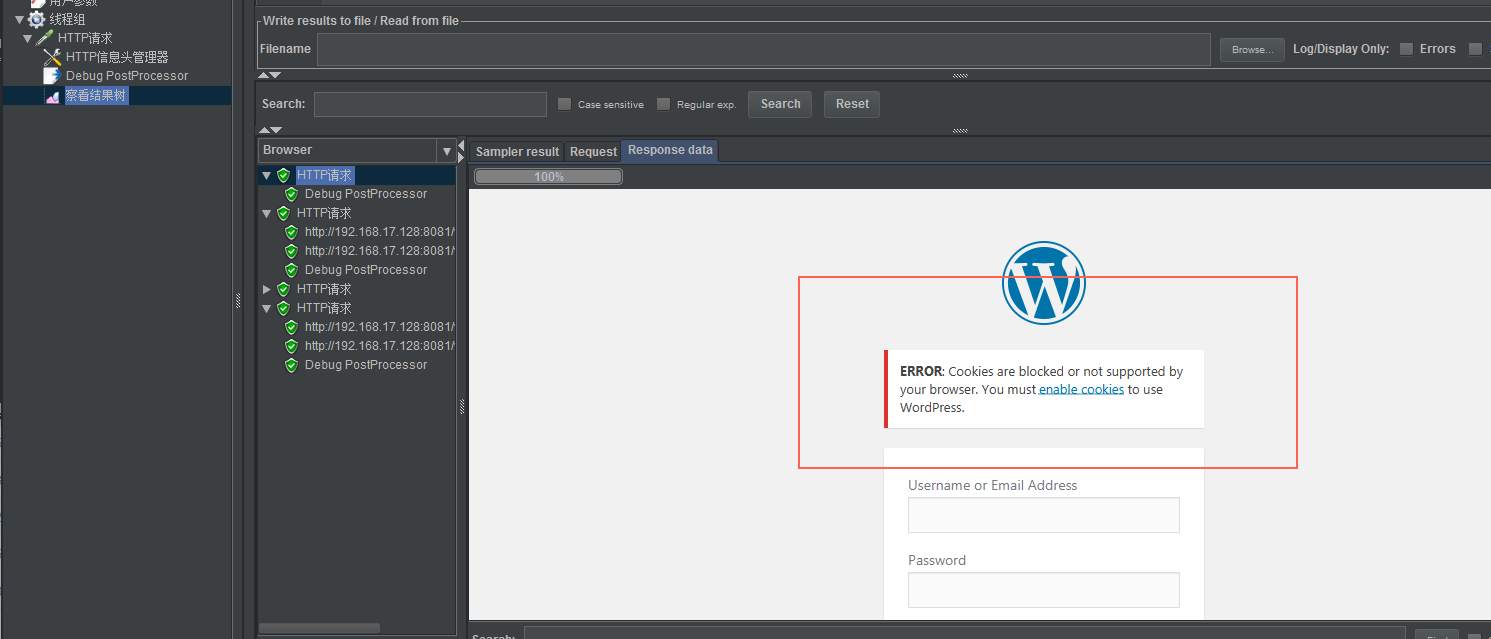 用户参数
线程组
HTTP请求
HTTP信息头管理器
Debug PostProcessor
察看结果树
Write results to file / Read from file
Filename
Browse...
Log/Display Only:
Errors
Search:
Case sensitive
Regular exp.
Search
Reset
Browser
HTTP请求
Debug PostProcessor
HTTP请求
http://192.168.17.128:8081/
http://192.168.17.128:8081/
Debug PostProcessor
HTTP请求
HTTP请求
http://192.168.17.128:8081/
http://192.168.17.128:8081/
Debug PostProcessor
Sampler result
Request
Response data
100%
ERROR: Cookies are blocked or not supported by
your browser. You must enable cookies to use
WordPress.
Username or Email Address
Password
Search:
Find